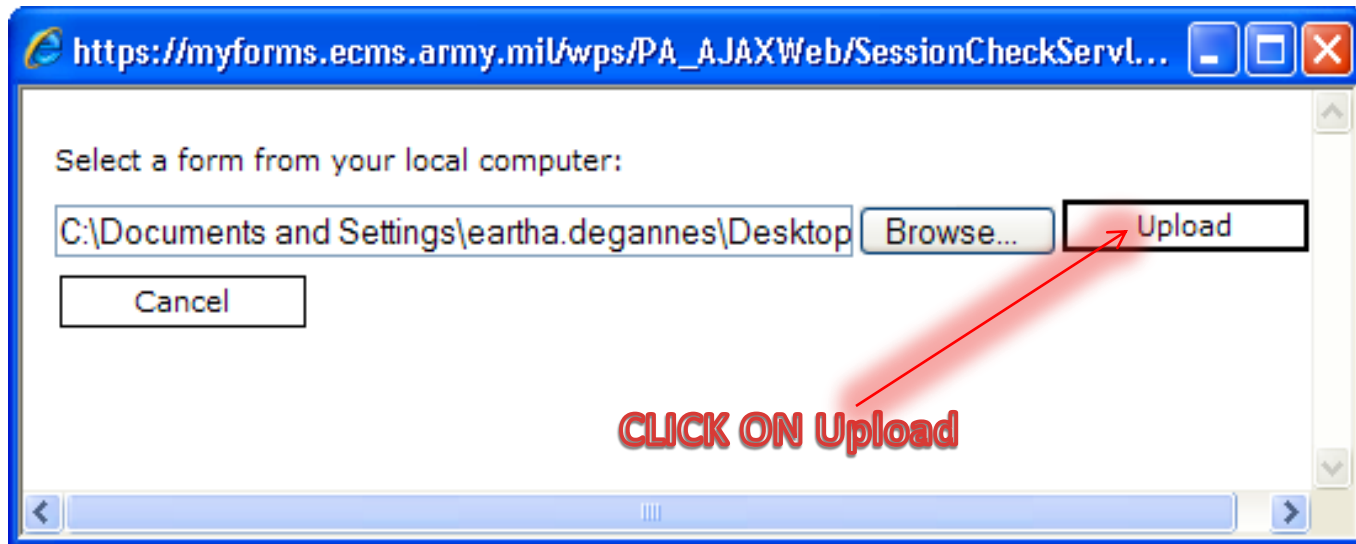 https://myforms.ecms.army.mil/wps/PA_AJAXWeb/SessionCheckServl...
Select a form from your local computer:
C:\Documents and Settings\eartha.degannes\Desktop Browse... Upload
Cancel
CLICK ON Upload